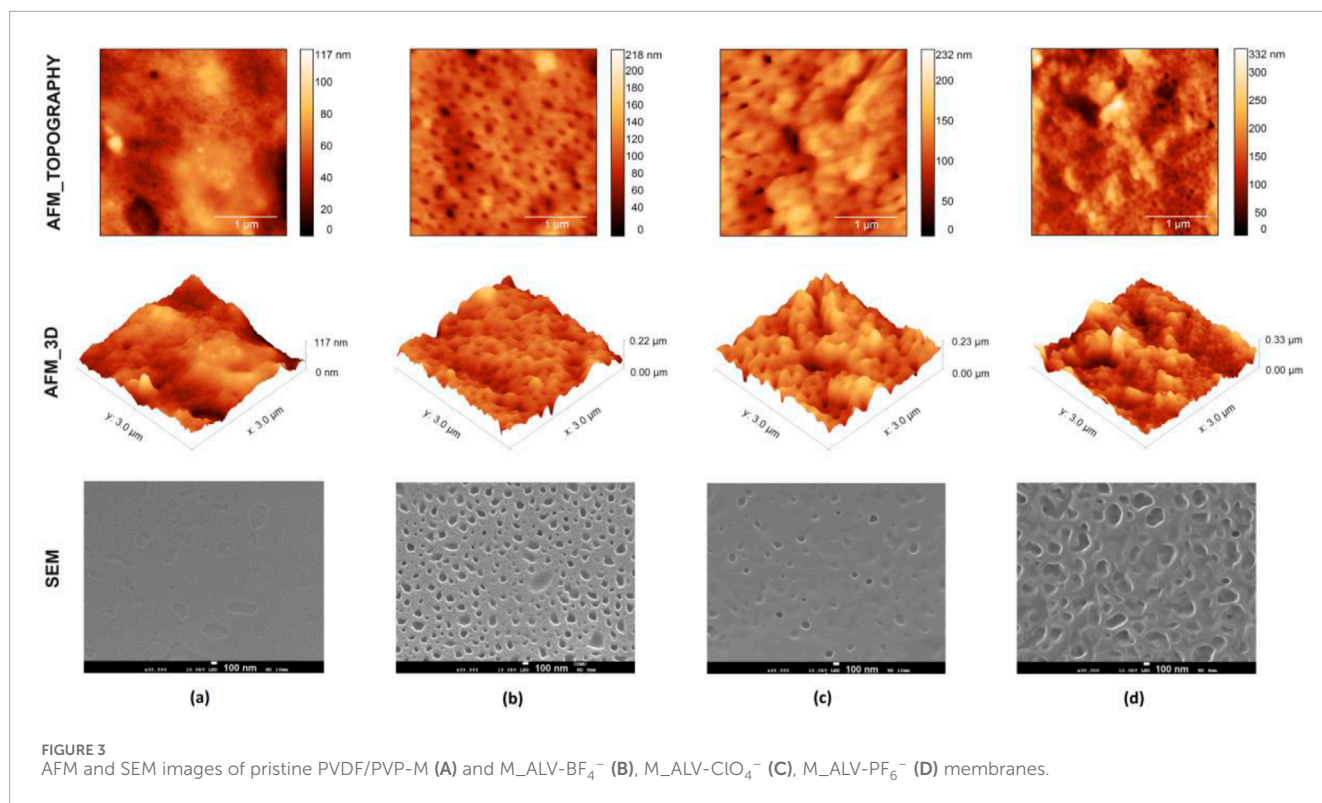 AFM_TOPOGRAPHY
117 nm
100
80
60
40
20
0
1 µm
218 nm
200
180
160
140
120
100
80
60
40
20
0
1 µm
232 nm
200
150
100
50
0
1 µm
332 nm
300
250
200
150
100
50
0
1 µm
AFM_3D
117 nm
0 nm
y: 3.0 µm
x: 3.0 µm
0.22 µm
0.00 µm
y: 3.0 µm
x: 3.0 µm
0.23 µm
0.00 µm
y: 3.0 µm
x: 3.0 µm
0.33 µm
0.00 µm
y: 3.0 µm
x: 3.0 µm
SEM
100 nm
100 nm
100 nm
100 nm
(a)
(b)
(c)
(d)
FIGURE 3
AFM and SEM images of pristine PVDF/PVP-M (A) and M_ALV-BF₄⁻ (B), M_ALV-ClO₄⁻ (C), M_ALV-PF₆⁻ (D) membranes.